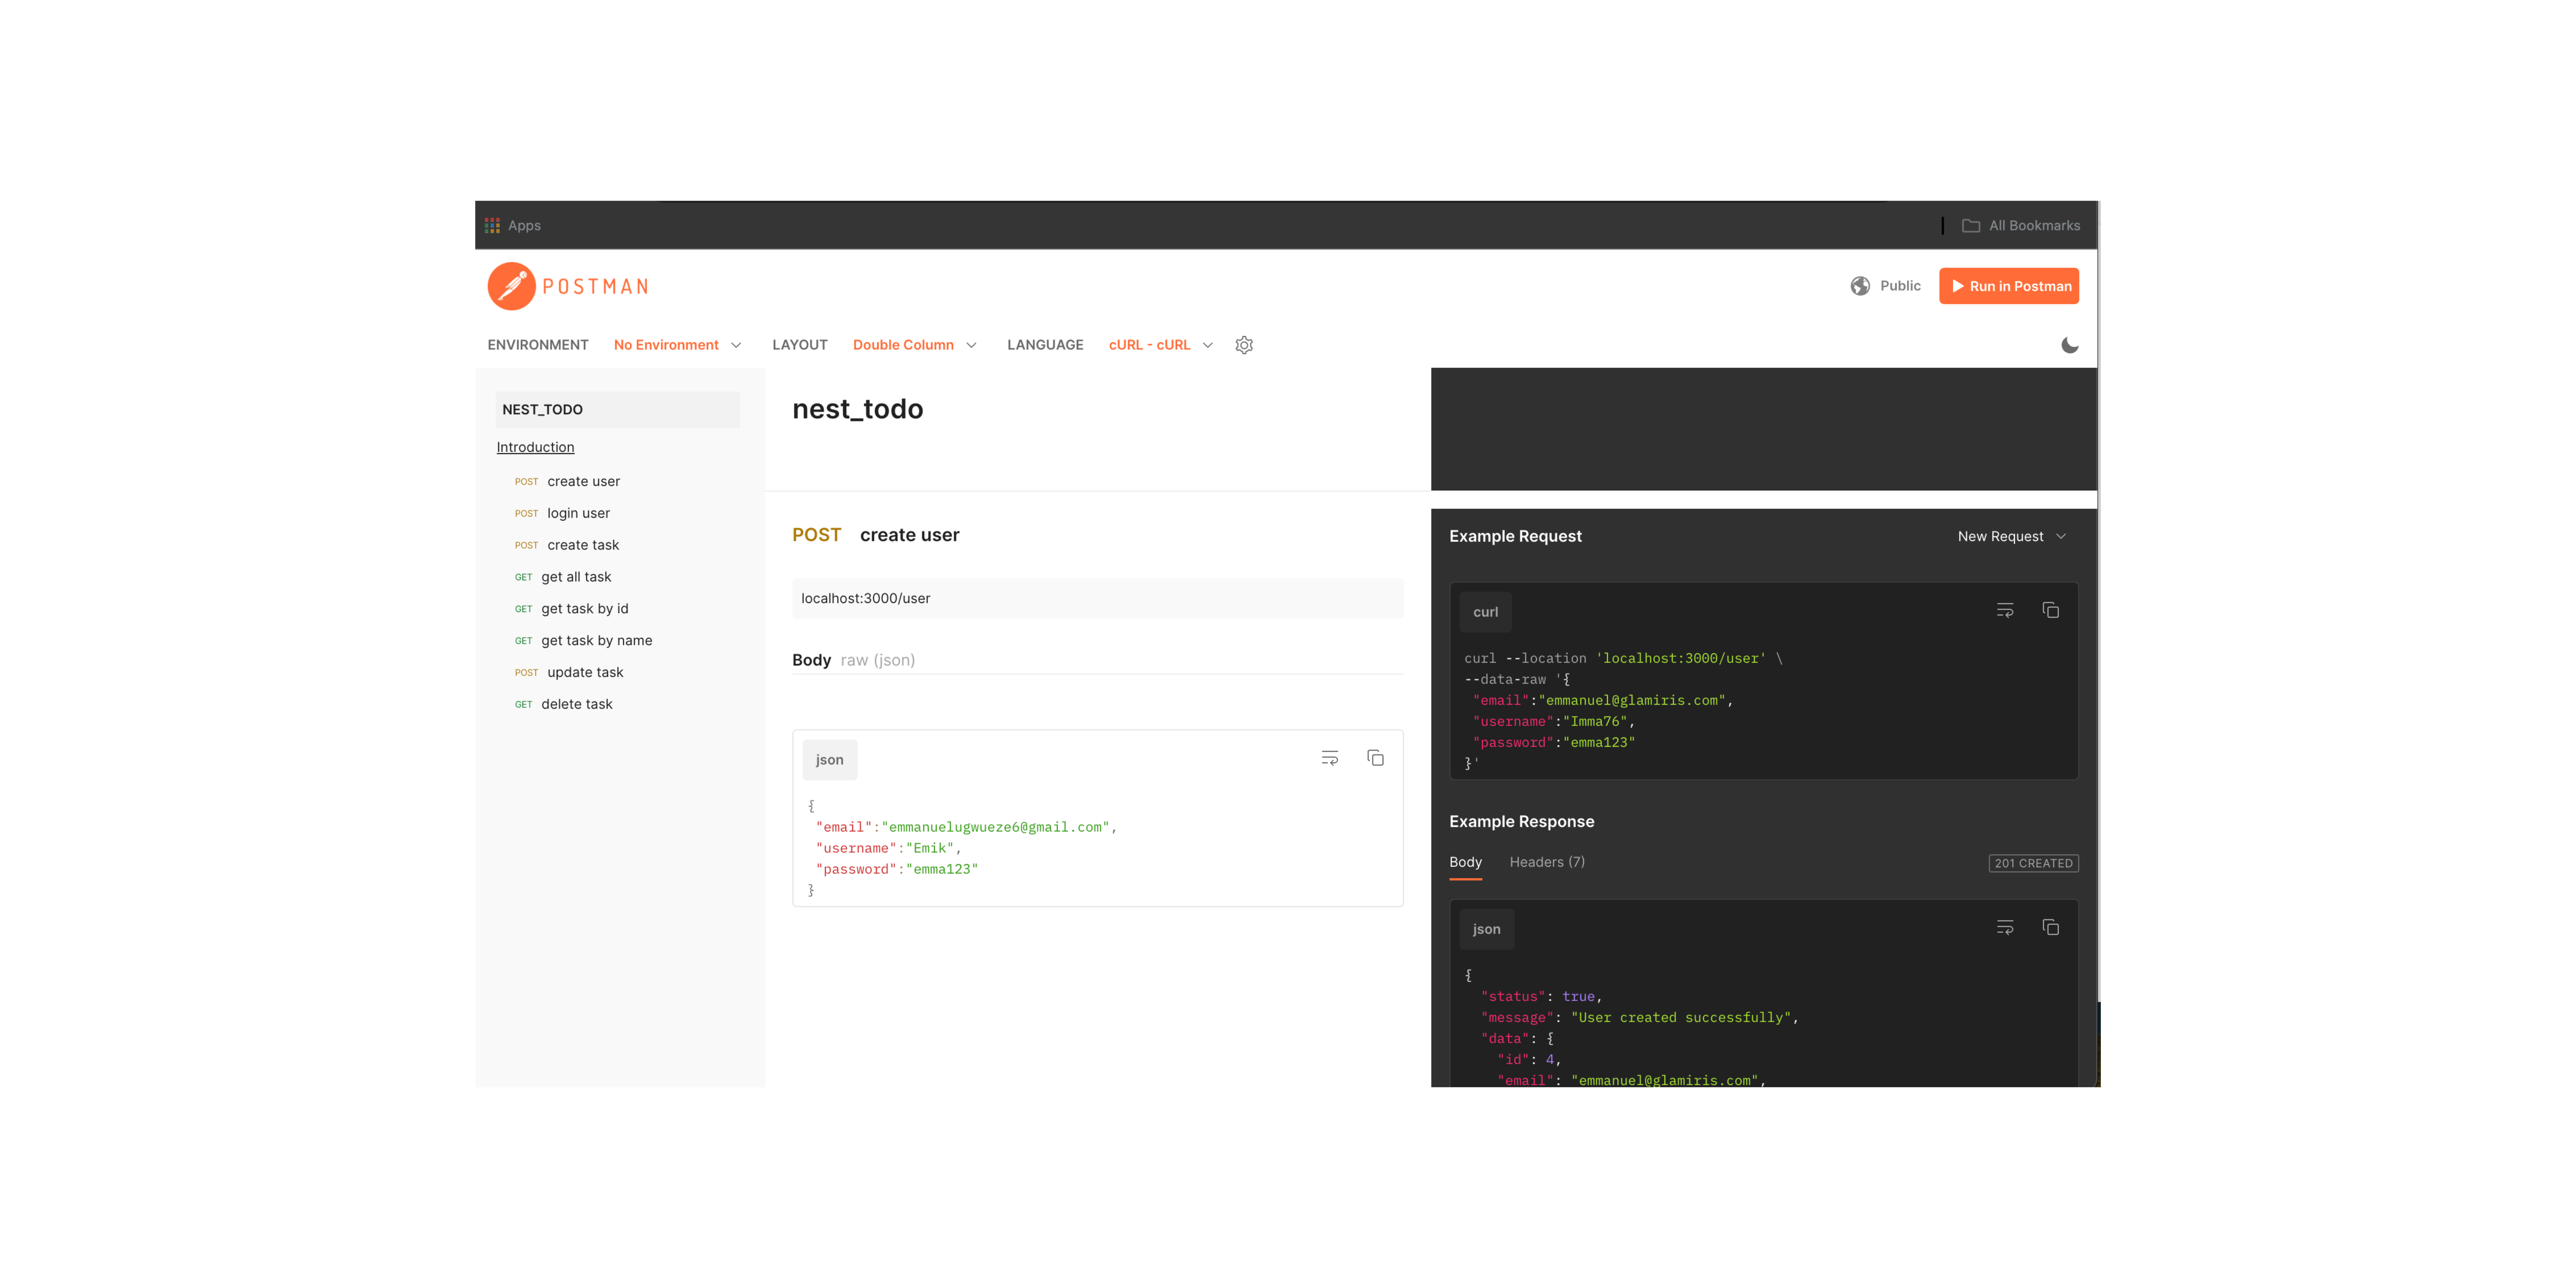 Apps
All Bookmarks
POSTMAN
Public
Run in Postman
ENVIRONMENT No Environment LAYOUT Double Column LANGUAGE cURL - cURL
NEST_TODO
Introduction
POST create user
POST login user
POST create task
GET get all task
GET get task by id
GET get task by name
POST update task
GET delete task
nest_todo
POST create user
localhost:3000/user
Body raw (json)
json
{
"email":"emmanuelugwueze6@gmail.com",
"username":"Emik",
"password":"emma123"
}
Example Request
New Request
curl
curl --location 'localhost:3000/user' \
--data-raw '{
"email":"emmanuel@glamiris.com",
"username":"Imma76",
"password":"emma123"
}'
Example Response
Body Headers (7)
201 CREATED
json
{
"status": true,
"message": "User created successfully",
"data": {
"id": 4,
"email": "emmanuel@glamiris.com",